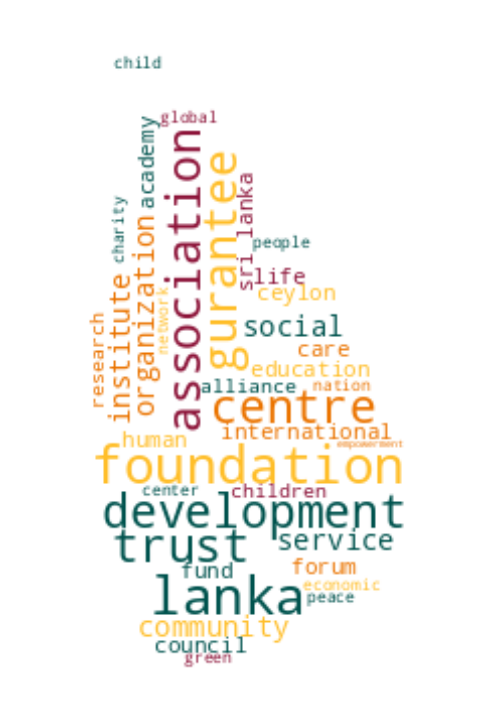 child
global
academy
association
gurantee
sri lanka
charity
people
organization
life
institute
network
ceylon
research
social
care
education
alliance
nation
centre
international
human
empowerment
foundation
center
children
development
trust
service
fund
forum
economic
lanka
peace
community
council
green